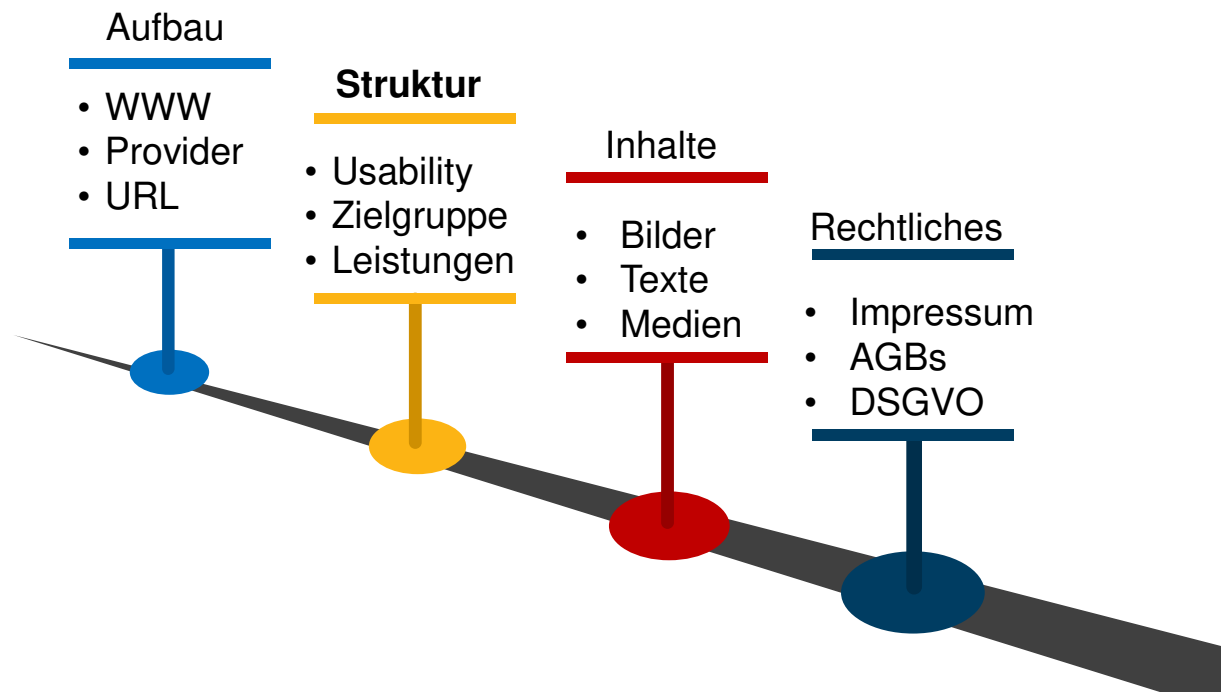 Aufbau
• WWW
• Provider
• URL
Struktur
• Usability
• Zielgruppe
• Leistungen
Inhalte
• Bilder
• Texte
• Medien
Rechtliches
• Impressum
• AGBs
• DSGVO